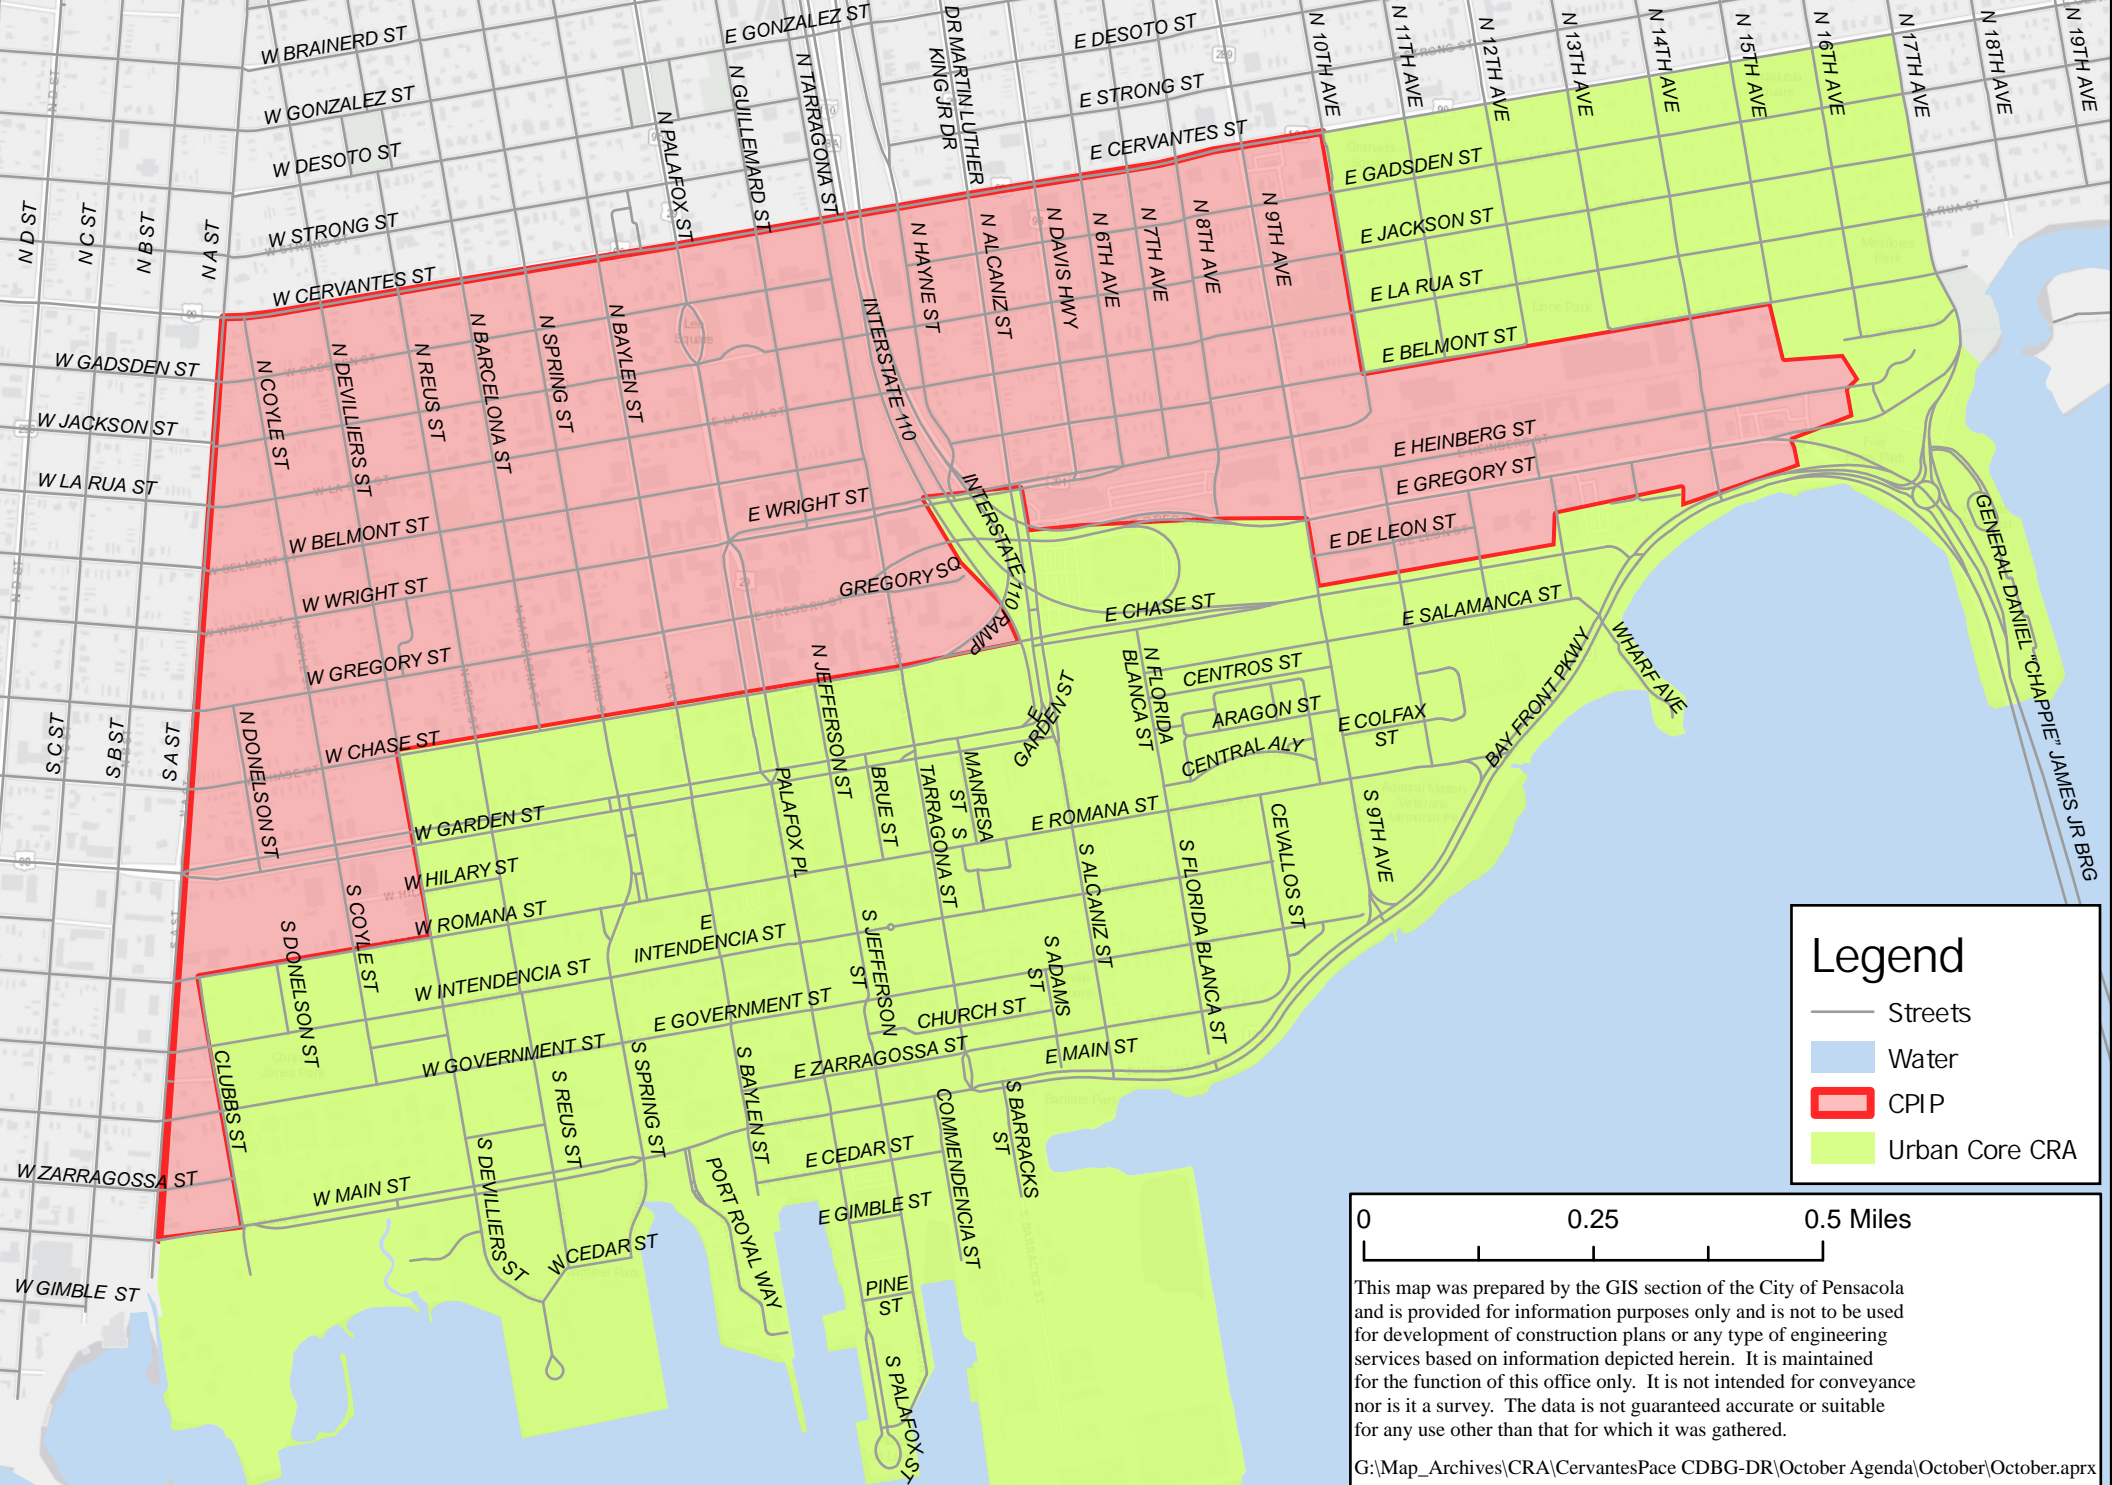 W BRAINERD ST
E GONZALEZ ST
W GONZALEZ ST
W DESOTO ST
W STRONG ST
W CERVANTES ST
N PALAFOX ST
N GUILLEMARD ST
N TARRAGONA ST
DR MARTIN LUTHER
KING JR DR
E DESOTO ST
E STRONG ST
E CERVANTES ST
N 10TH AVE
N 11TH AVE
N 12TH AVE
N 13TH AVE
N 14TH AVE
N 15TH AVE
N 16TH AVE
N 17TH AVE
N 18TH AVE
N 19TH AVE
N D ST
N C ST
N B ST
N A ST
E GADSDEN ST
E JACKSON ST
E LA RUA ST
E BELMONT ST
N HAYNE ST
N ALCANIZ ST
N DAVIS HWY
N 6TH AVE
N 7TH AVE
N 8TH AVE
N 9TH AVE
W GADSDEN ST
W JACKSON ST
W LA RUA ST
N COYLE ST
N DEVILLIERS ST
N REUS ST
N BARCELONA ST
N SPRING ST
N BAYLEN ST
INTERSTATE 110
W BELMONT ST
W WRIGHT ST
W GREGORY ST
W CHASE ST
E WRIGHT ST
GREGORY SQ
INTERSTATE 110
RAMP
E HEINBERG ST
E GREGORY ST
E DE LEON ST
E CHASE ST
E SALAMANCA ST
WHARF AVE
BAY FRONT PKWY
GENERAL DANIEL "CHAPPIE" JAMES JR BRG
S C ST
S B ST
S A ST
N DONELSON ST
N JEFFERSON ST
N FLORIDA
BLANCA ST
CENTROS ST
ARAGON ST
CENTRAL ALY
E COLFAX
ST
E
GARDEN ST
W GARDEN ST
W HILARY ST
W ROMANA ST
PALAFOX PL
BRUE ST
TARRAGONA ST
MANRESA
ST
S
E ROMANA ST
CEVALLOS ST
S 9TH AVE
S ALCANIZ ST
S FLORIDA BLANCA ST
S COYLE ST
S DONELSON ST
W INTENDENCIA ST
E
INTENDENCIA ST
S JEFFERSON
ST
S ADAMS
ST
E GOVERNMENT ST
CHURCH ST
W GOVERNMENT ST
E ZARRAGOSSA ST
E MAIN ST
CLUBBS ST
S REUS ST
S SPRING ST
S BAYLEN ST
COMMENDENCIA ST
S BARRACKS
ST
W ZARRAGOSSA ST
W MAIN ST
S DEVILLIERS ST
PORT ROYAL WAY
E CEDAR ST
E GIMBLE ST
W CEDAR ST
W GIMBLE ST
PINE
ST
S PALAFOX ST
Legend
Streets
Water
CPIP
Urban Core CRA
0 0.25 0.5 Miles
This map was prepared by the GIS section of the City of Pensacola
and is provided for information purposes only and is not to be used
for development of construction plans or any type of engineering
services based on information depicted herein. It is maintained
for the function of this office only. It is not intended for conveyance
nor is it a survey. The data is not guaranteed accurate or suitable
for any use other than that for which it was gathered.
G:\Map_Archives\CRA\CervantesPace CDBG-DR\October Agenda\October\October.aprx